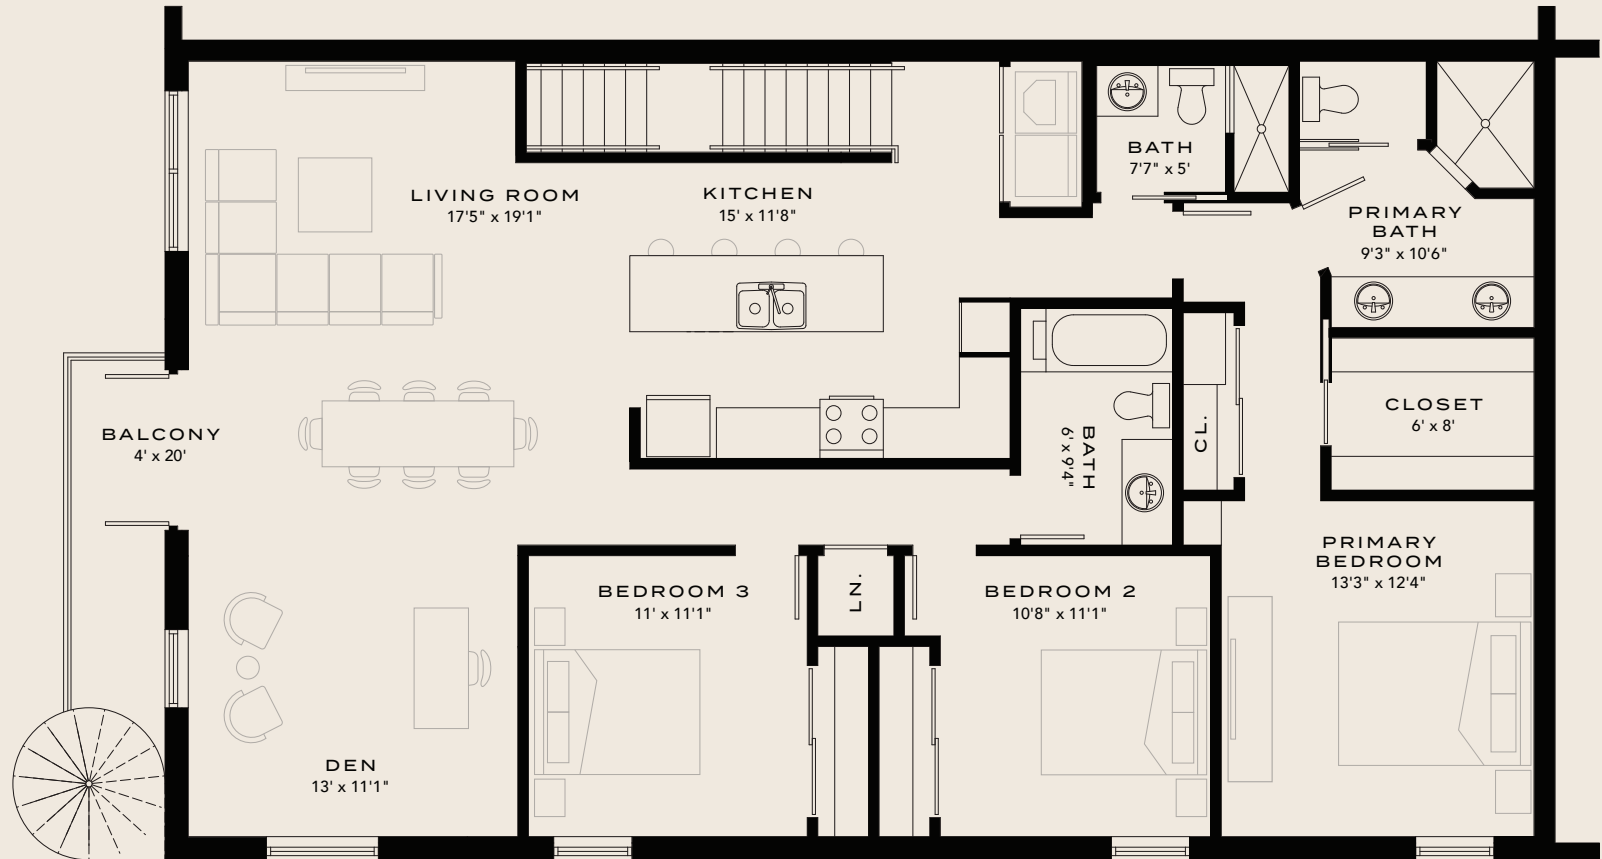 BATH
7'7" x 5'
LIVING ROOM
17'5" x 19'1"
KITCHEN
15' x 11'8"
PRIMARY
BATH
9'3" x 10'6"
BALCONY
4' x 20'
BATH
6' x 9'4"
CL.
CLOSET
6' x 8'
PRIMARY
BEDROOM
13'3" x 12'4"
BEDROOM 3
11' x 11'1"
LN.
BEDROOM 2
10'8" x 11'1"
DEN
13' x 11'1"